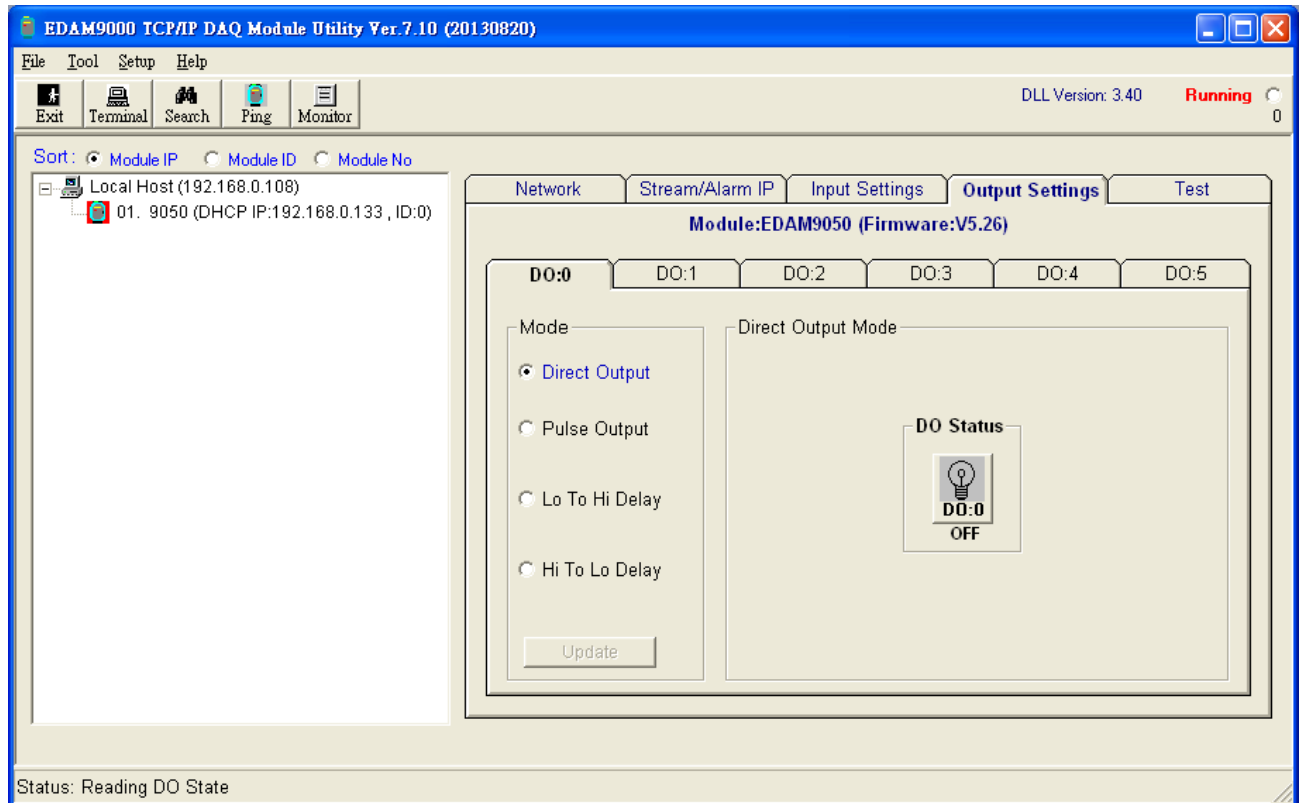 EDAM9000 TCP/IP DAQ Module Utility Ver.7.10 (20130820)
File Tool Setup Help
Exit Terminal Search Ping Monitor
DLL Version: 3.40 Running
0
Sort: Module IP Module ID Module No
Local Host (192.168.0.108)
01. 9050 (DHCP IP:192.168.0.133 , ID:0)
Network Stream/Alarm IP Input Settings Output Settings Test
Module:EDAM9050 (Firmware:V5.26)
DO:0 DO:1 DO:2 DO:3 DO:4 DO:5
Mode
Direct Output
Pulse Output
Lo To Hi Delay
Hi To Lo Delay
Update
Direct Output Mode
DO Status
DO:0
OFF
Status: Reading DO State